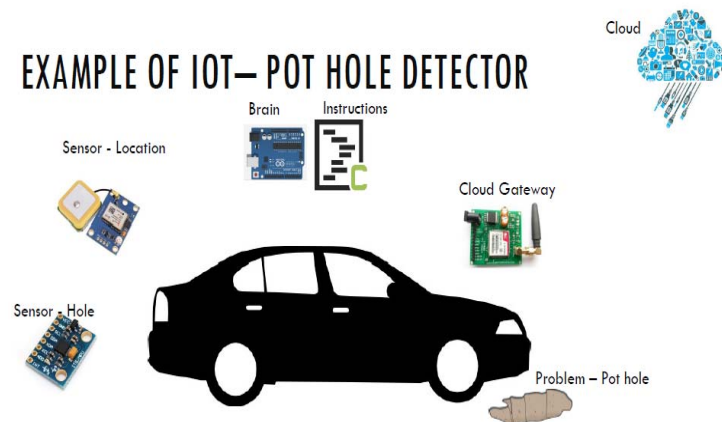 Cloud
EXAMPLE OF IOT– POT HOLE DETECTOR
Brain
Instructions
Sensor - Location
C
Cloud Gateway
Sensor - Hole
Problem – Pot hole